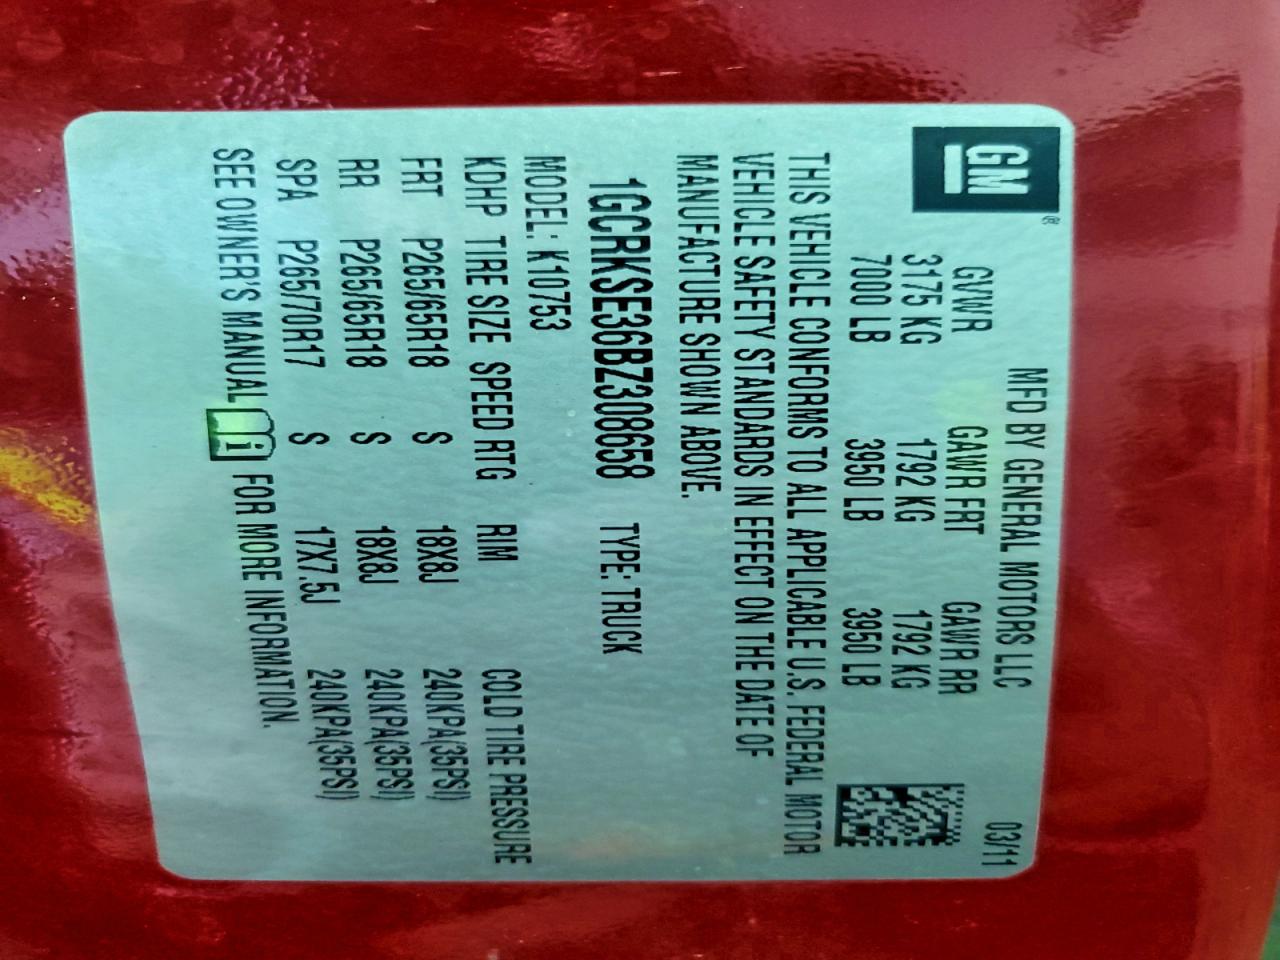 GM®
MFD BY GENERAL MOTORS LLC 03/11
GVWR GAWR FRT GAWR RR
3175 KG 1792 KG 1792 KG
7000 LB 3950 LB 3950 LB
THIS VEHICLE CONFORMS TO ALL APPLICABLE U.S. FEDERAL MOTOR
VEHICLE SAFETY STANDARDS IN EFFECT ON THE DATE OF
MANUFACTURE SHOWN ABOVE.
1GCRKSE36BZ308658 TYPE: TRUCK
MODEL: K10753
KDHP TIRE SIZE SPEED RTG RIM COLD TIRE PRESSURE
FRT P265/65R18 S 18X8J 240KPA(35PSI)
RR P265/65R18 S 18X8J 240KPA(35PSI)
SPA P265/70R17 S 17X7.5J 240KPA(35PSI)
SEE OWNER'S MANUAL i FOR MORE INFORMATION.